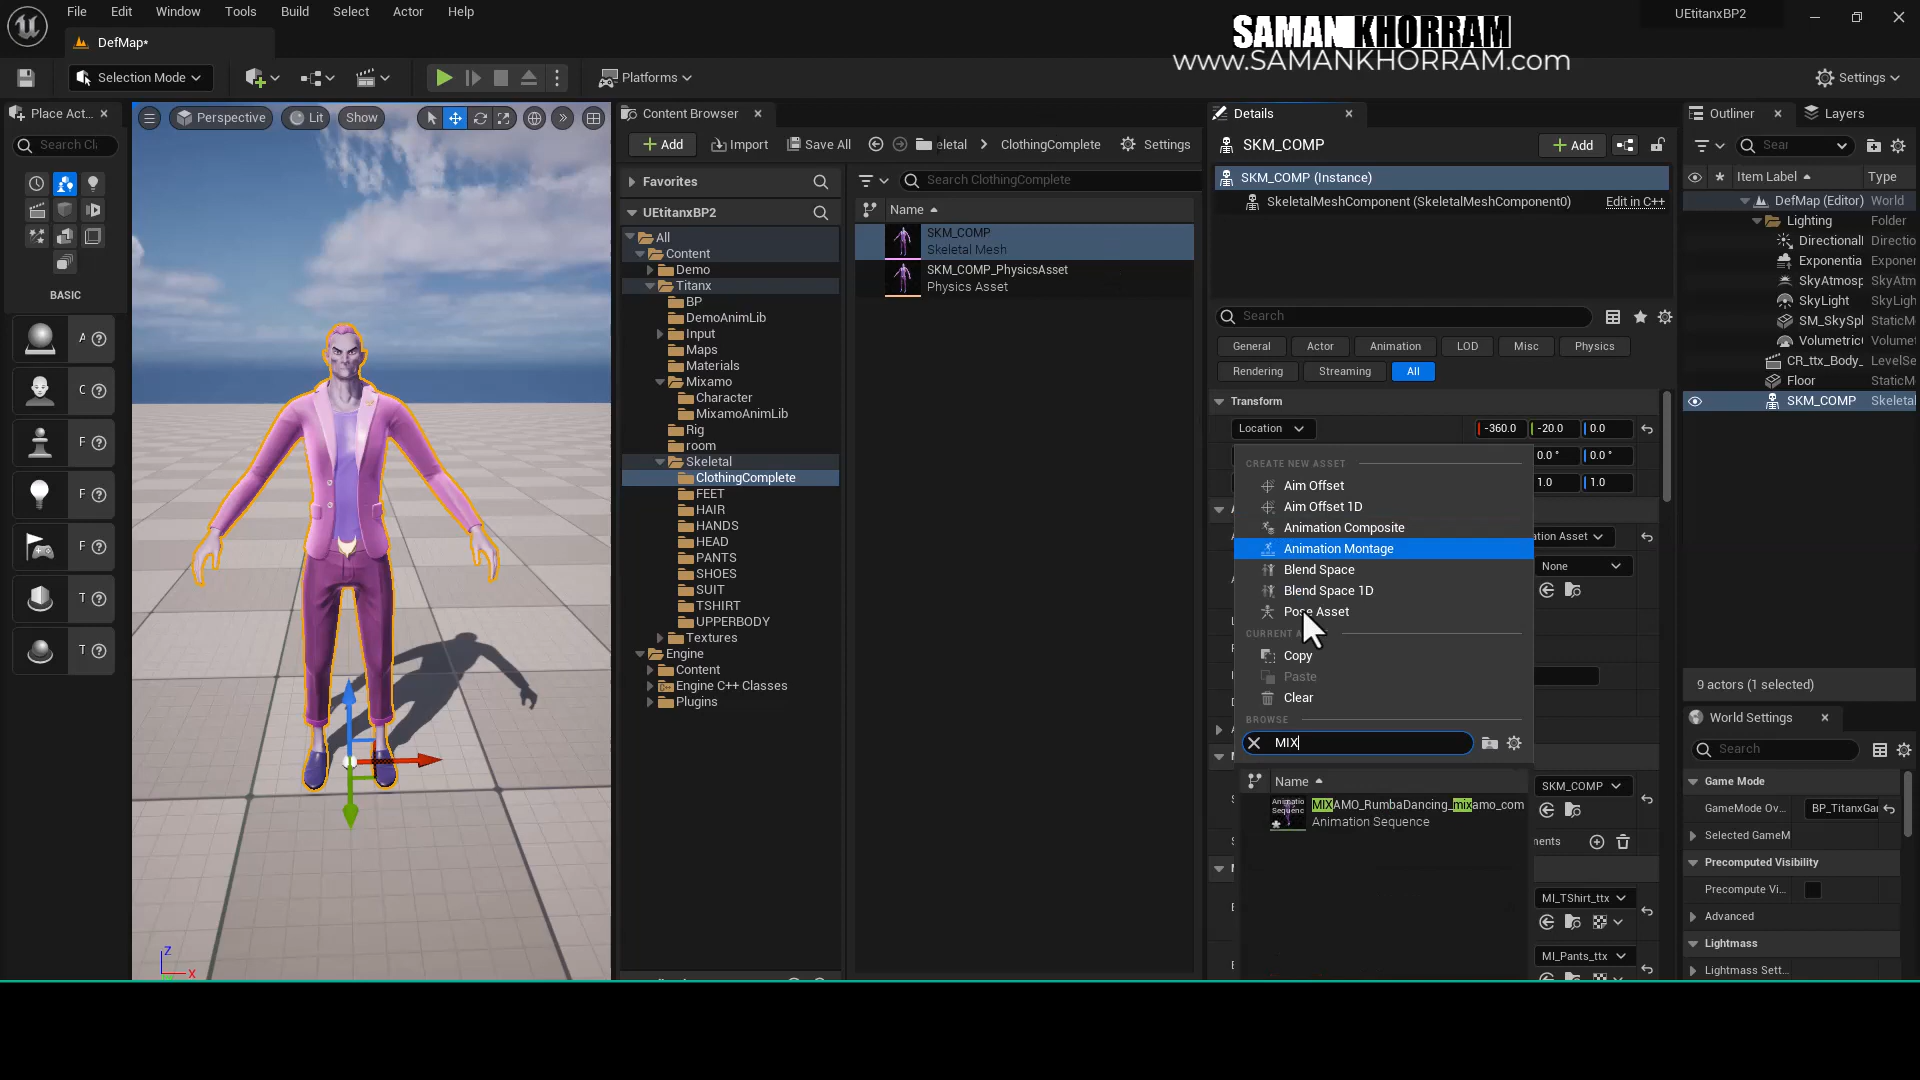 File Edit Window Tools Build Select Actor Help
SAMANKHORRAM
www.SAMANKHORRAM.com
UEtitanxBP2
DefMap*
Selection Mode
Platforms
Settings
Place Act...
BASIC
Perspective Lit Show
Content Browser
Add Import Save All
ClothingComplete
Settings
Favorites
UEtitanxBP2
All
Content
Demo
Titanx
BP
DemoAnimLib
Input
Maps
Materials
Mixamo
Character
MixamoAnimLib
Rig
room
Skeletal
ClothingComplete
FEET
HAIR
HANDS
HEAD
PANTS
SHOES
SUIT
TSHIRT
UPPERBODY
Textures
Engine
Content
Engine C++ Classes
Plugins
Search ClothingComplete
Name
SKM_COMP
Skeletal Mesh
SKM_COMP_PhysicsAsset
Physics Asset
Details
SKM_COMP
Add
SKM_COMP (Instance)
SkeletalMeshComponent (SkeletalMeshComponent0)
Edit in C++
Search
General Actor Animation LOD Misc Physics
Rendering Streaming All
Transform
Location -360.0 -20.0 0.0
0.0 ° 0.0 °
1.0 1.0
CREATE NEW ASSET
Aim Offset
Aim Offset 1D
Animation Composite
Animation Montage
Blend Space
Blend Space 1D
Pose Asset
Copy
Paste
Clear
BROWSE
MIX
Name
MIXAMO_RumbaDancing_mixamo_com
Animation Sequence
None
SKM_COMP
MI_TShirt_ttx
MI_Pants_ttx
Outliner Layers
Item Label Type
DefMap (Editor) World
Lighting Folder
SM_SkySpl
CR_ttx_Body_
Floor
SKM_COMP
9 actors (1 selected)
World Settings
Search
Game Mode
GameMode Ov...
Selected GameM
Precomputed Visibility
Precompute Vi...
Advanced
Lightmass
Lightmass Sett...
Z
X